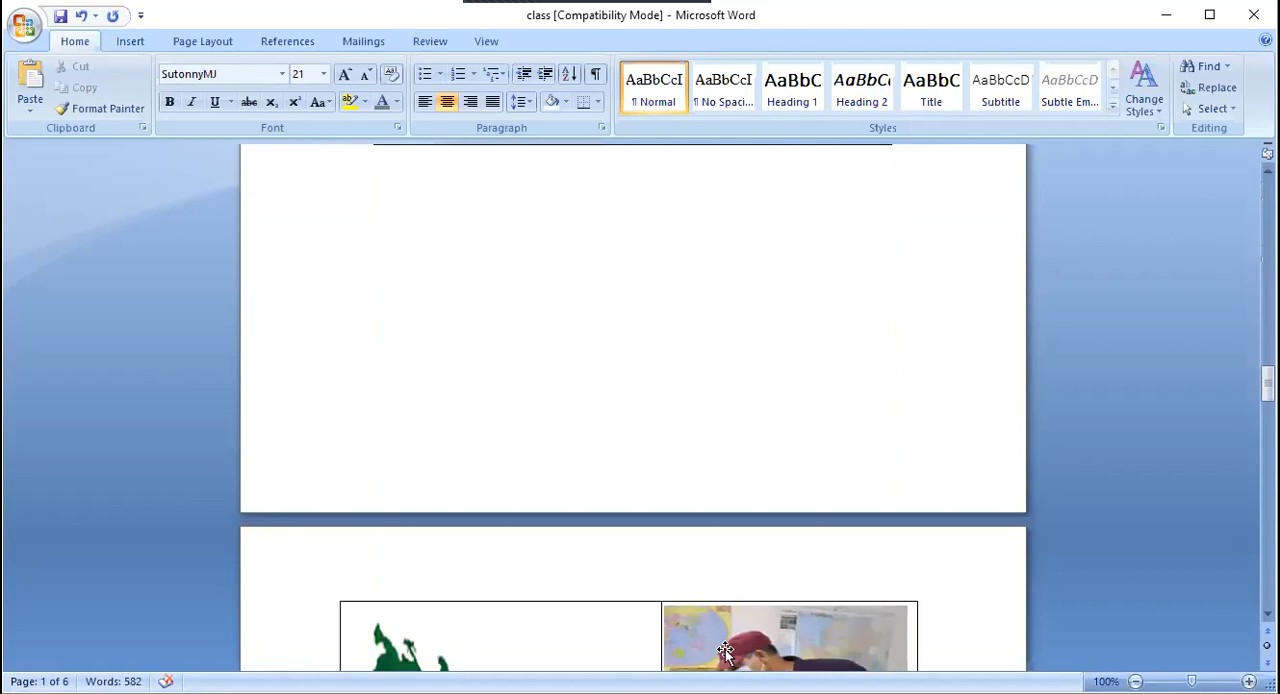 class [Compatibility Mode] - Microsoft Word
Home Insert Page Layout References Mailings Review View
Paste
Cut
Copy
Format Painter
Clipboard
SutonnyMJ 21
Font
Paragraph
AaBbCcI AaBbCcI AaBbC AaBbCc AaBbC AaBbCcD AaBbCcD
¶ Normal ¶ No Spaci... Heading 1 Heading 2 Title Subtitle Subtle Em...
Change Styles
Styles
Find
Replace
Select
Editing
Page: 1 of 6 Words: 582 100%